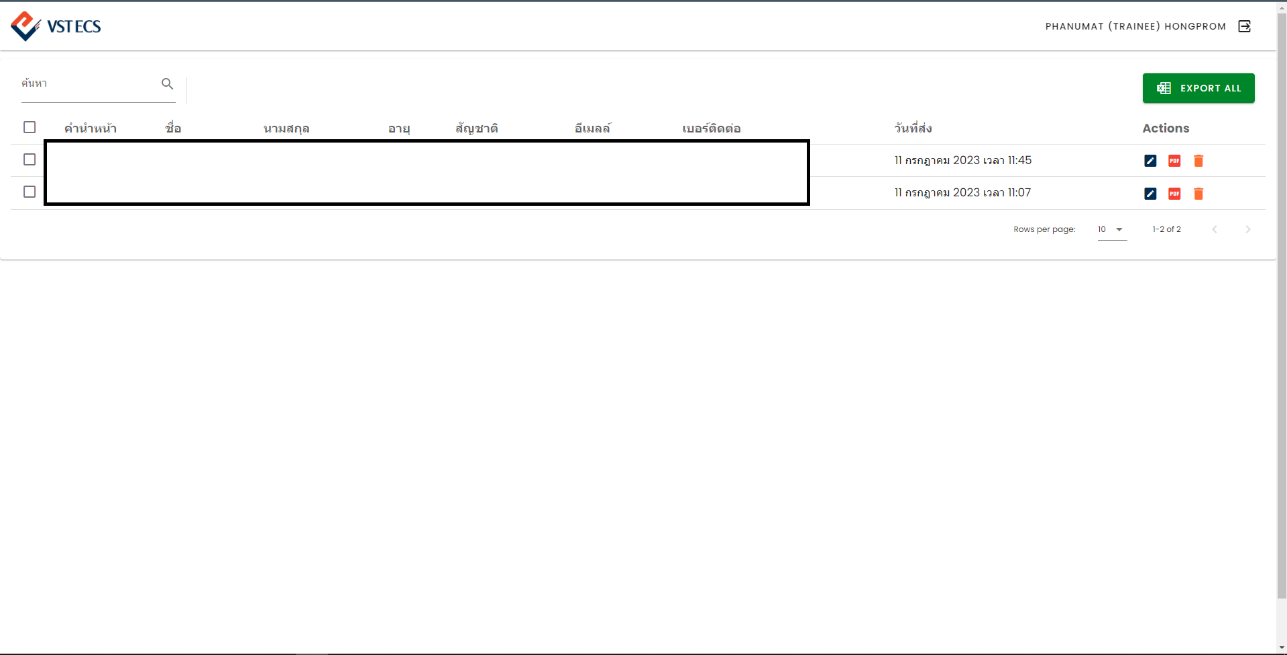 VST ECS
PHANUMAT (TRAINEE) HONGPROM
ค้นหา
EXPORT ALL
คำนำหน้า ชื่อ นามสกุล อายุ สัญชาติ อีเมลล์ เบอร์ติดต่อ วันที่ส่ง Actions
11 กรกฎาคม 2023 เวลา 11:45 PDF
11 กรกฎาคม 2023 เวลา 11:07 PDF
Rows per page: 10 1-2 of 2